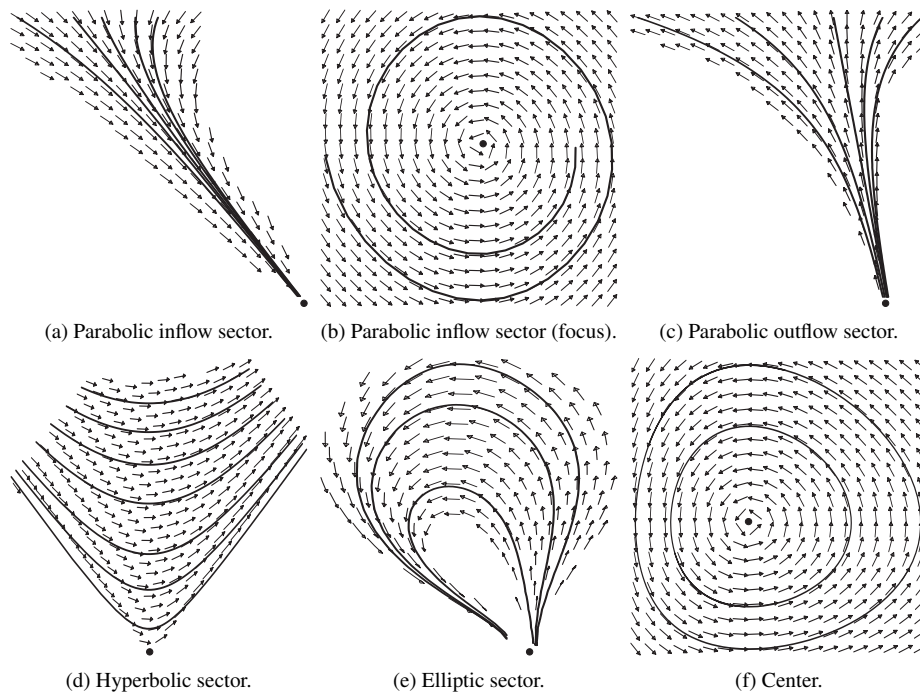 (a) Parabolic inflow sector.
(b) Parabolic inflow sector (focus).
(c) Parabolic outflow sector.
(d) Hyperbolic sector.
(e) Elliptic sector.
(f) Center.